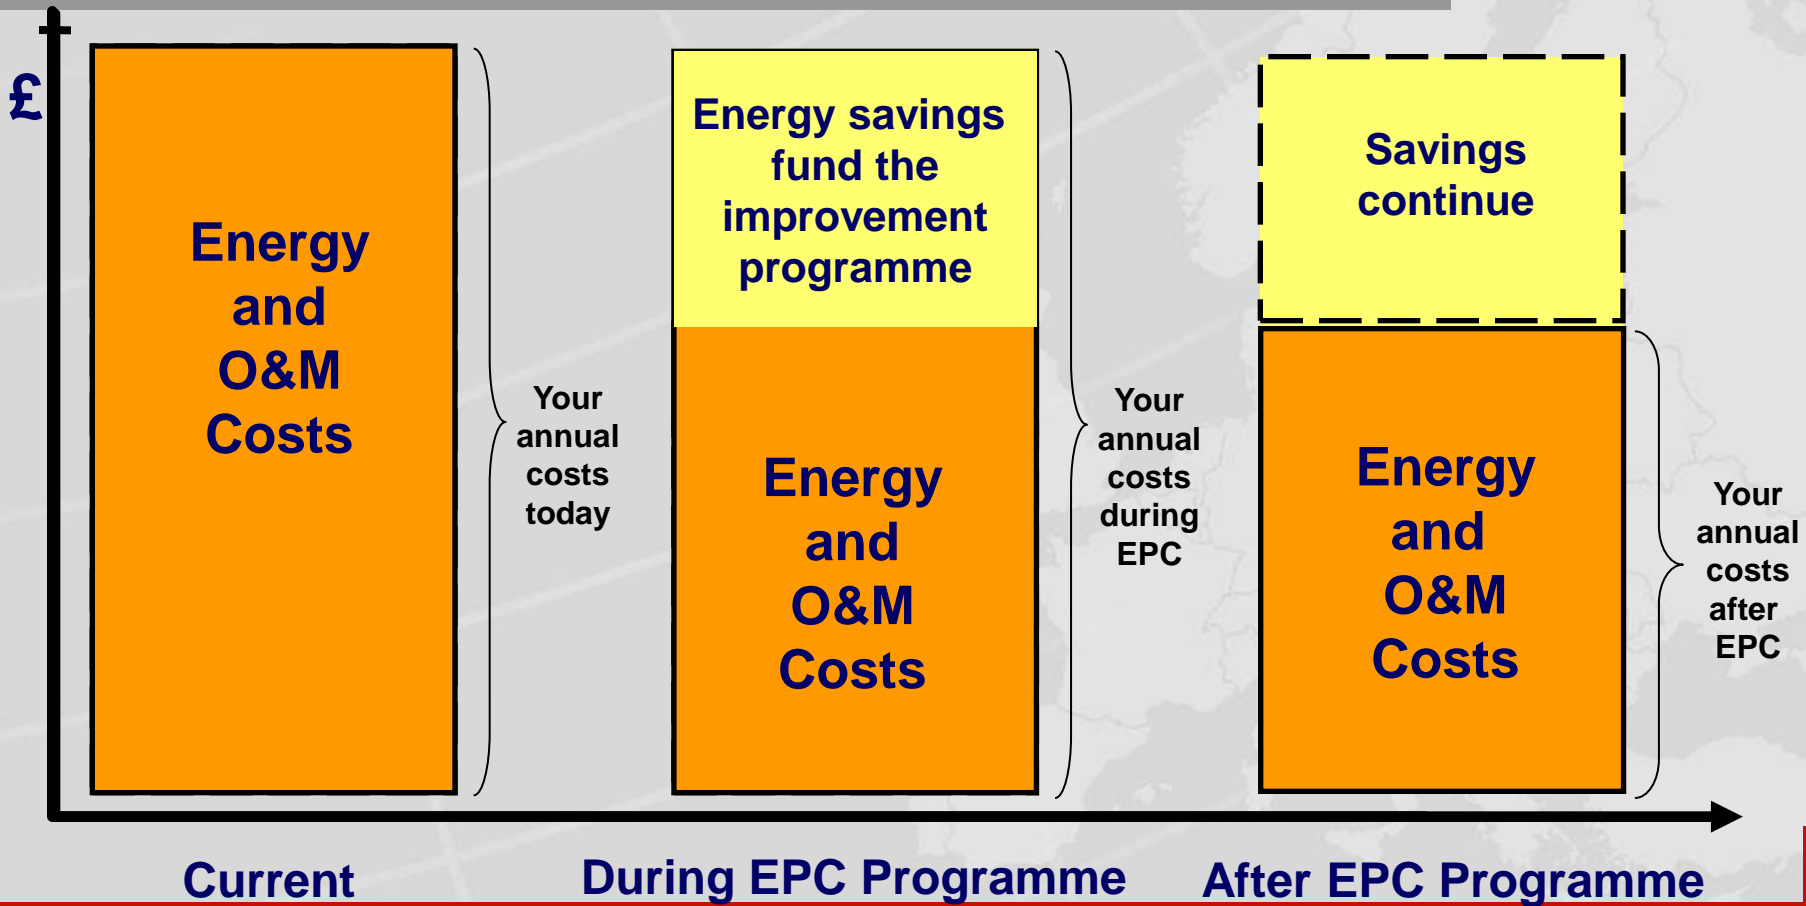 £
Energy
and
O&M
Costs
Your
annual
costs
today
Energy savings
fund the
improvement
programme
Energy
and
O&M
Costs
Your
annual
costs
during
EPC
Savings
continue
Energy
and
O&M
Costs
Your
annual
costs
after
EPC
Current
During EPC Programme
After EPC Programme